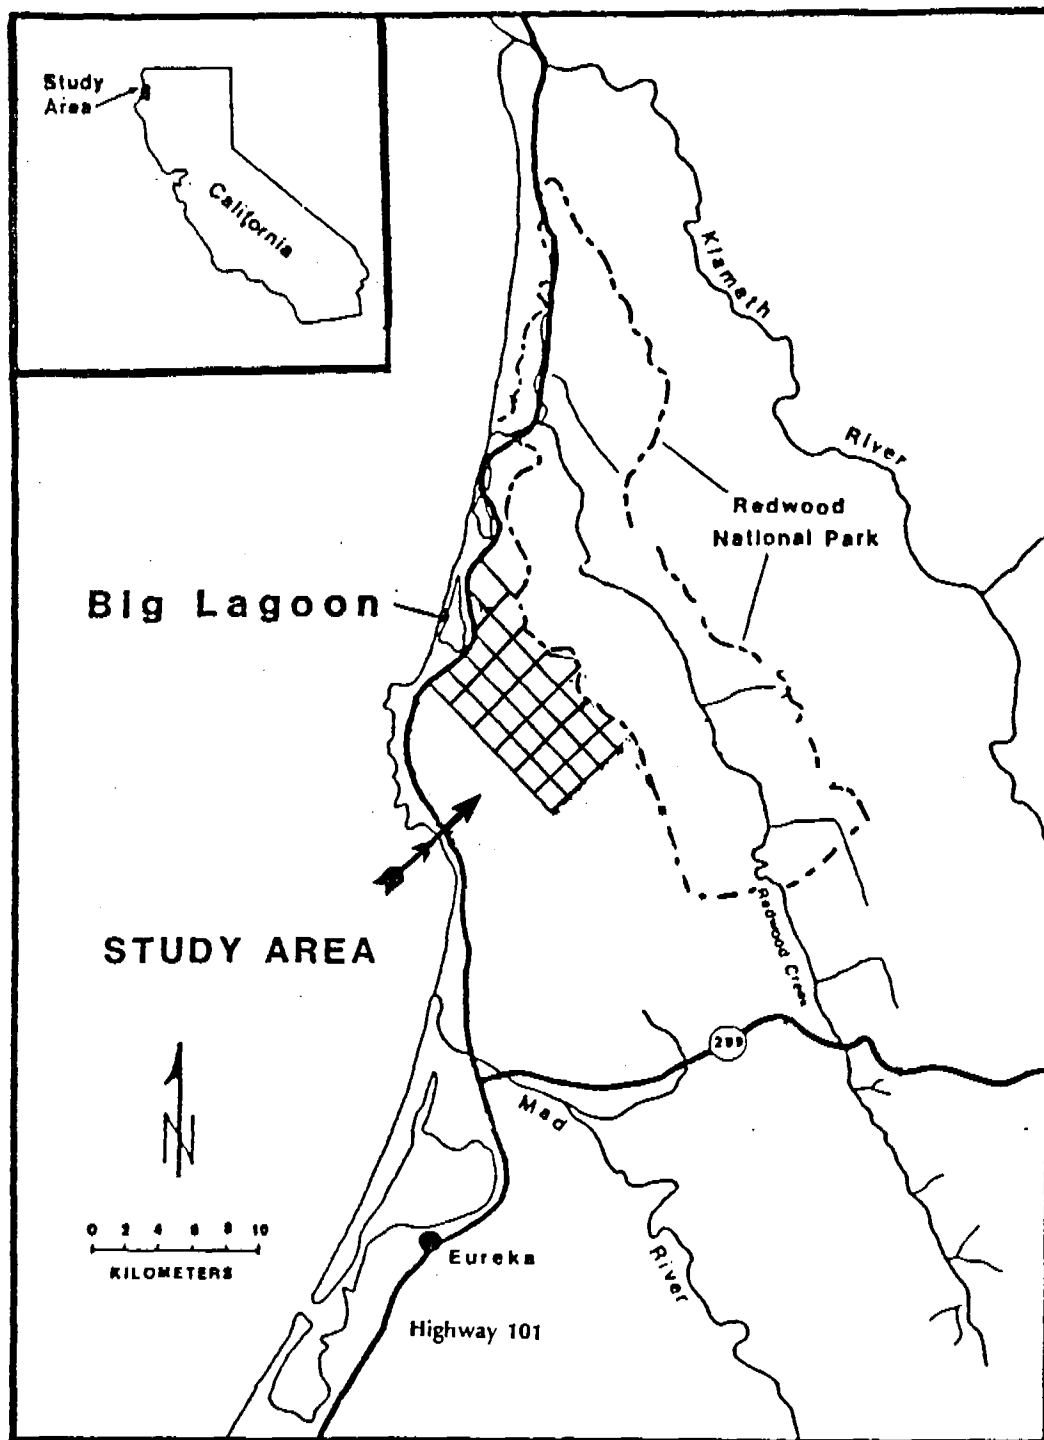 Study
Area
California
Klamath
River
Redwood
National Park
Big Lagoon
STUDY AREA
Redwood Creek
299
Mad
River
N
0 2 4 6 8 10
KILOMETERS
Eureka
Highway 101